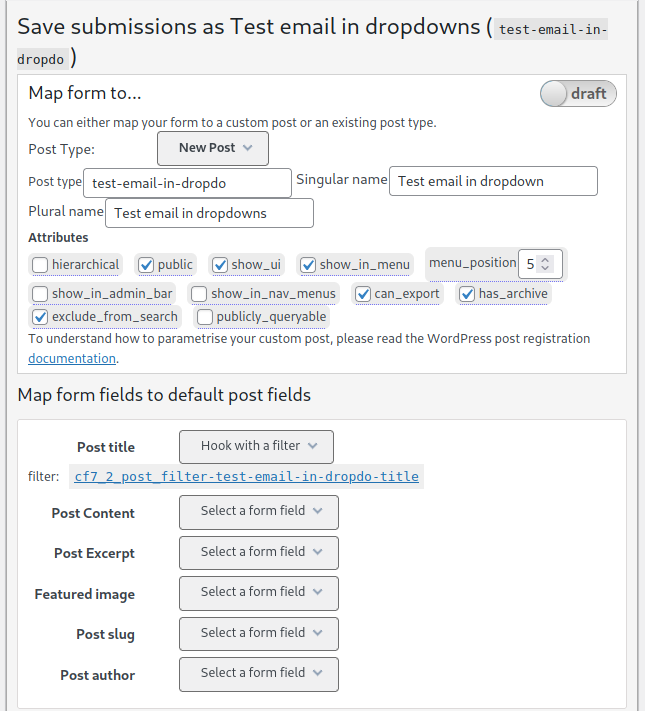 Save submissions as Test email in dropdowns ( test-email-in-
dropdo )
Map form to...
draft
You can either map your form to a custom post or an existing post type.
Post Type: New Post
Post type test-email-in-dropdo Singular name Test email in dropdown
Plural name Test email in dropdowns
Attributes
hierarchical public show_ui show_in_menu menu_position 5
show_in_admin_bar show_in_nav_menus can_export has_archive
exclude_from_search publicly_queryable
To understand how to parametrise your custom post, please read the WordPress post registration
documentation.
Map form fields to default post fields
Post title Hook with a filter
filter: cf7_2_post_filter-test-email-in-dropdo-title
Post Content Select a form field
Post Excerpt Select a form field
Featured image Select a form field
Post slug Select a form field
Post author Select a form field